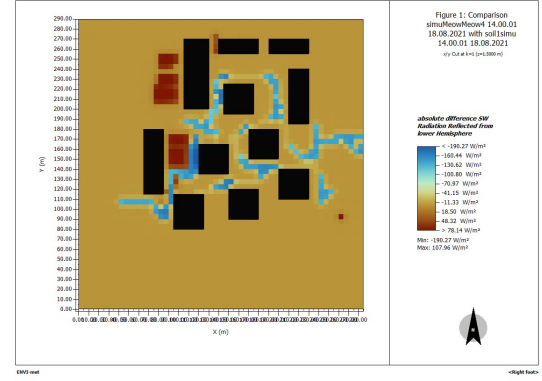 Figure 1: Comparison
simuMeowMeow4 14.00.01
18.08.2021 with soil1simu
14.00.01 18.08.2021
x/y Cut at k=1 (z=1.5000 m)
290.00
280.00
270.00
260.00
250.00
240.00
230.00
220.00
210.00
200.00
190.00
180.00
170.00
160.00
150.00
140.00
130.00
120.00
110.00
100.00
90.00
80.00
70.00
60.00
50.00
40.00
30.00
20.00
10.00
0.00
Y (m)
X (m)
absolute difference SW
Radiation Reflected from
lower Hemisphere
< -190.27 W/m²
-160.44 W/m²
-130.62 W/m²
-100.80 W/m²
-70.97 W/m²
-41.15 W/m²
-11.33 W/m²
18.50 W/m²
48.32 W/m²
> 78.14 W/m²
Min: -190.27 W/m²
Max: 107.96 W/m²
N
ENVI-met
<Right foot>